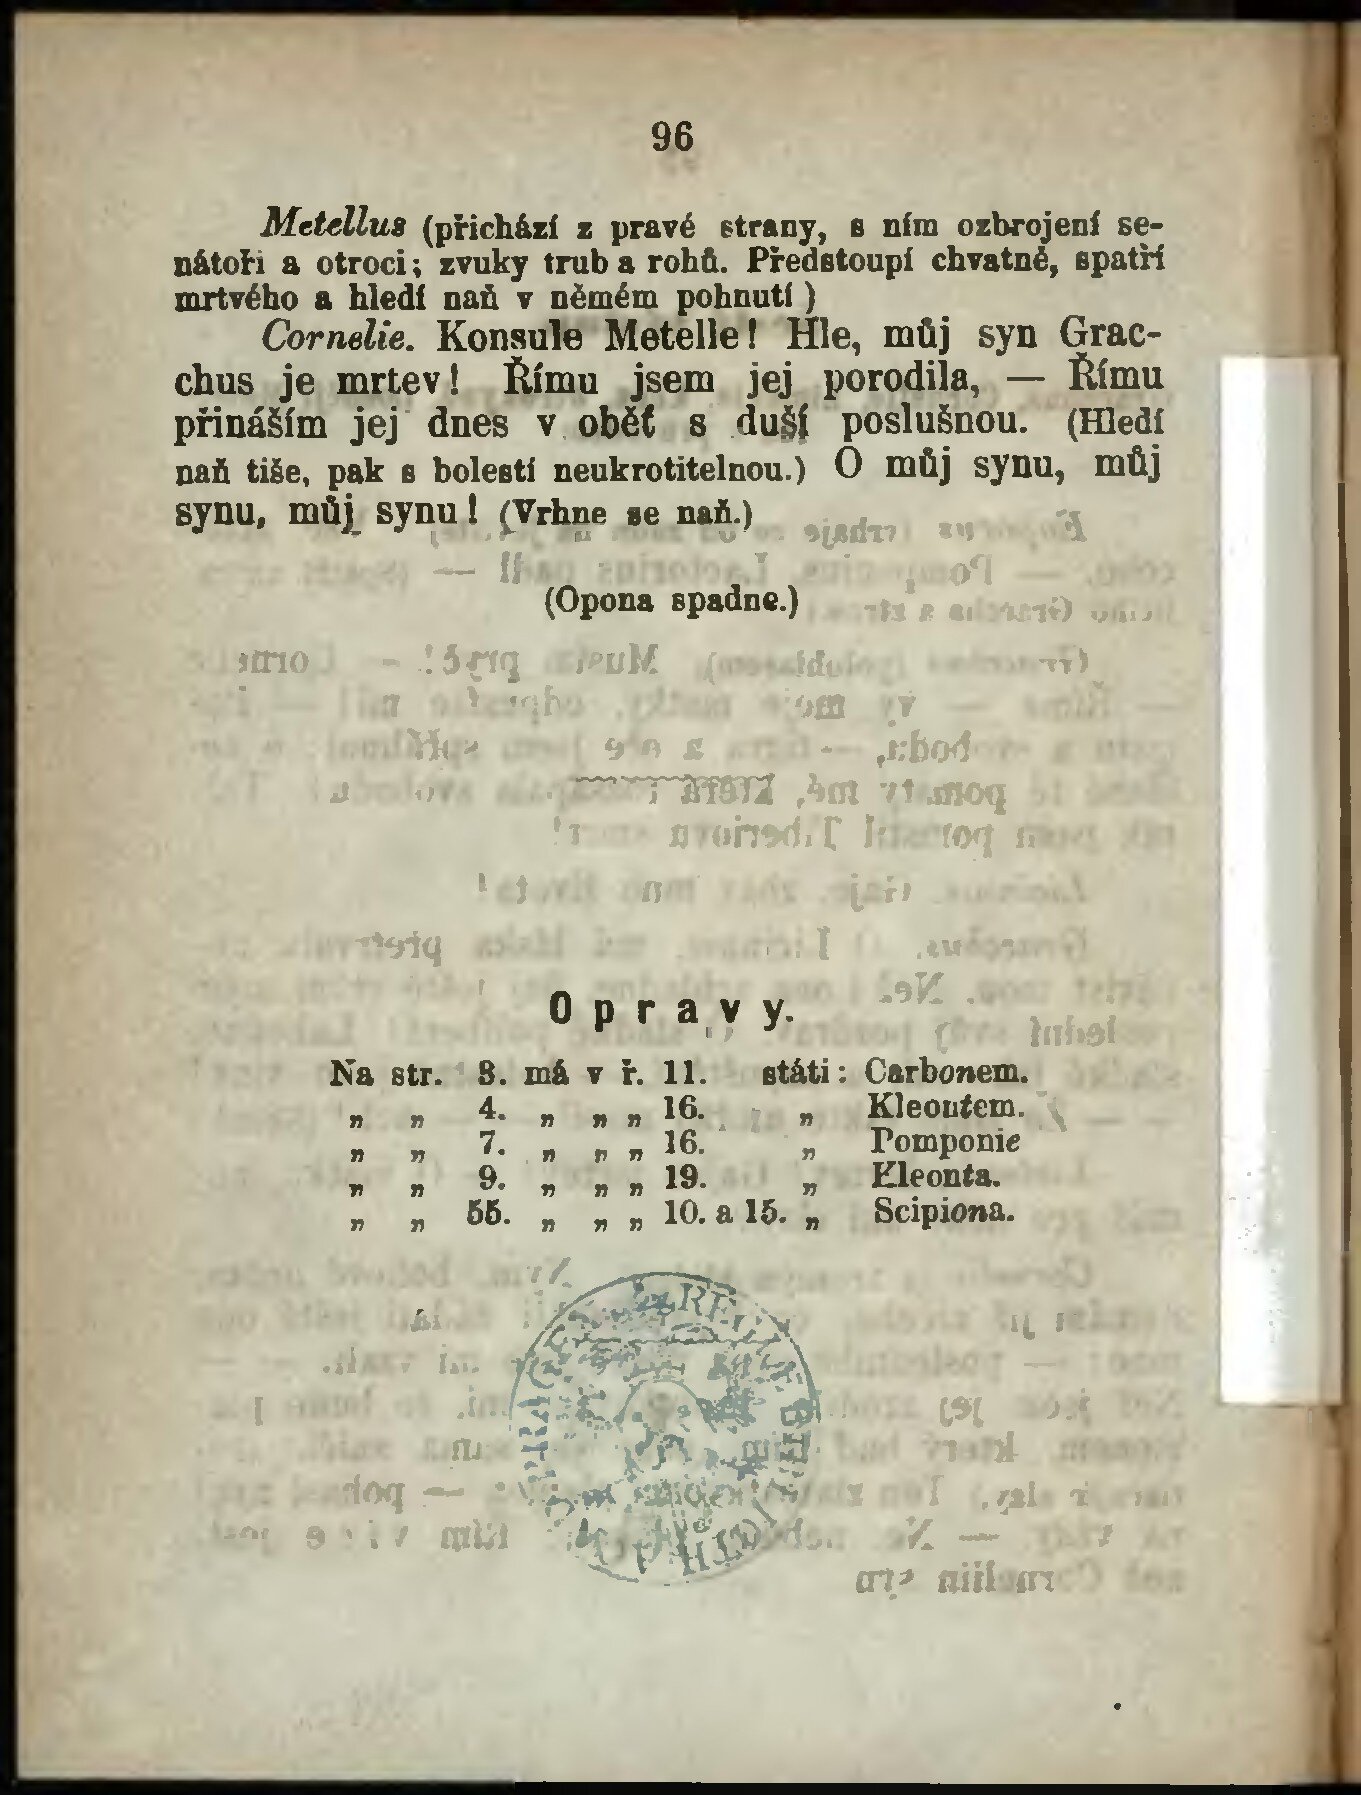 96
Metellus (přichází z pravé strany, s ním ozbrojení se-
nátoři a otroci; zvuky trub a rohů. Předstoupí chvatně, spatří
mrtvého a hledí naň v němém pohnutí)
Cornelie. Konsule Metelle! Hle, můj syn Grac-
chus je mrtev! Římu jsem jej porodila, — Římu
přináším jej dnes v oběť s duší poslušnou. (Hledí
naň tiše, pak s bolestí neukrotitelnou.) O můj synu, můj
synu, můj synu! (Vrhne se naň.)
(Opona spadne.)
Opravy.
Na str. 3. má v ř. 11. státi: Carbonem.
„ „ 4. „ „ „ 16. „ Kleontem.
„ „ 7. „ „ „ 16. „ Pomponie
„ „ 9. „ „ „ 19. „ Kleonta.
„ „ 55. „ „ „ 10. a 15. „ Scipiona.